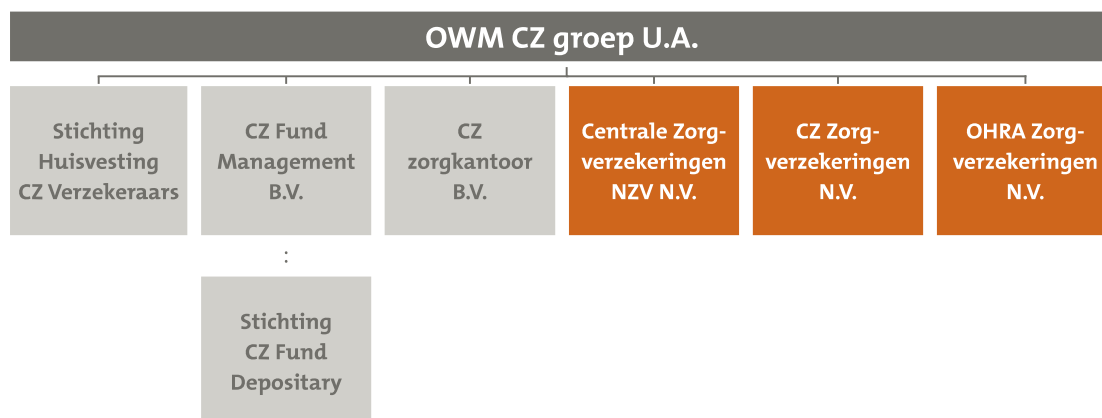 OWM CZ groep U.A.
Stichting
Huisvesting
CZ Verzekeraars
CZ Fund
Management
B.V.
CZ
zorgkantoor
B.V.
Centrale Zorg-
verzekeringen
NZV N.V.
CZ Zorg-
verzekeringen
N.V.
OHRA Zorg-
verzekeringen
N.V.
:
Stichting
CZ Fund
Depositary